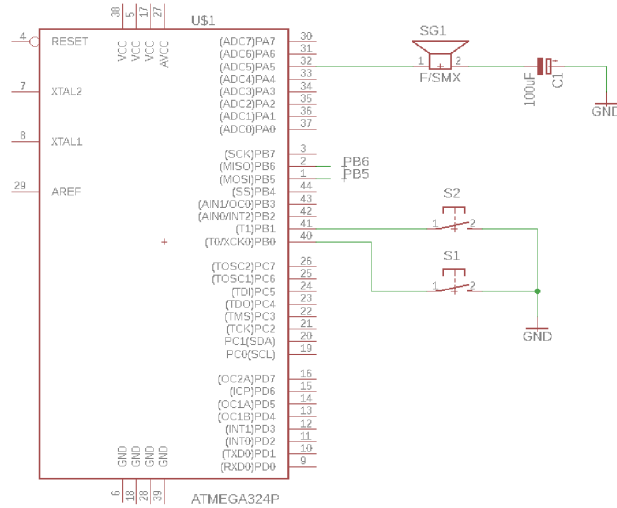 U$1
38
5
17
27
VCC
VCC
VCC
AVCC
4 RESET
7 XTAL2
8 XTAL1
29 AREF
(ADC7)PA7 30
(ADC6)PA6 31
(ADC5)PA5 32
(ADC4)PA4 33
(ADC3)PA3 34
(ADC2)PA2 35
(ADC1)PA1 36
(ADC0)PA0 37
(SCK)PB7 3
(MISO)PB6 2 PB6
(MOSI)PB5 1 PB5
(SS)PB4 44
(AIN1/OC0)PB3 43
(AIN0/INT2)PB2 42
(T1)PB1 41
(T0/XCK0)PB0 40
(TOSC2)PC7 26
(TOSC1)PC6 25
(TDI)PC5 24
(TDO)PC4 23
(TMS)PC3 22
(TCK)PC2 21
PC1(SDA) 20
PC0(SCL) 19
(OC2A)PD7 16
(ICP)PD6 15
(OC1A)PD5 14
(OC1B)PD4 13
(INT1)PD3 12
(INT0)PD2 11
(TXD0)PD1 10
(RXD0)PD0 9
GND
GND
GND
GND
6
18
28
39
ATMEGA324P
SG1
1 + 2
F/SMX
100uF
+
C1
GND
S2
1 2
S1
1 2
GND